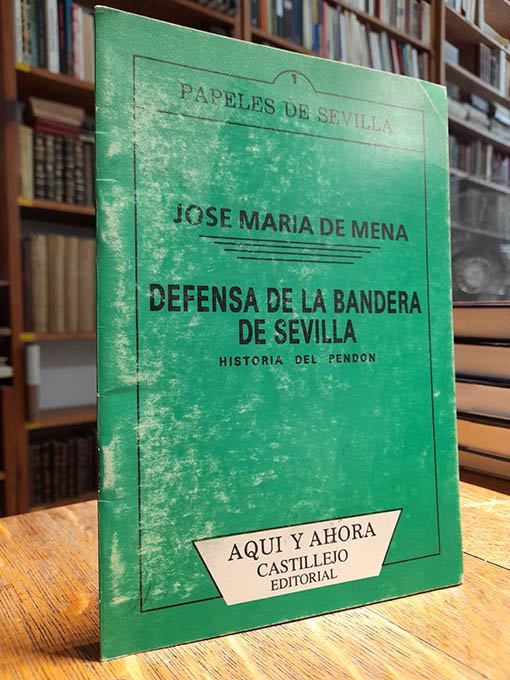 1
PAPELES DE SEVILLA
JOSE MARIA DE MENA
DEFENSA DE LA BANDERA
DE SEVILLA
HISTORIA DEL PENDON
AQUI Y AHORA
CASTILLEJO
EDITORIAL